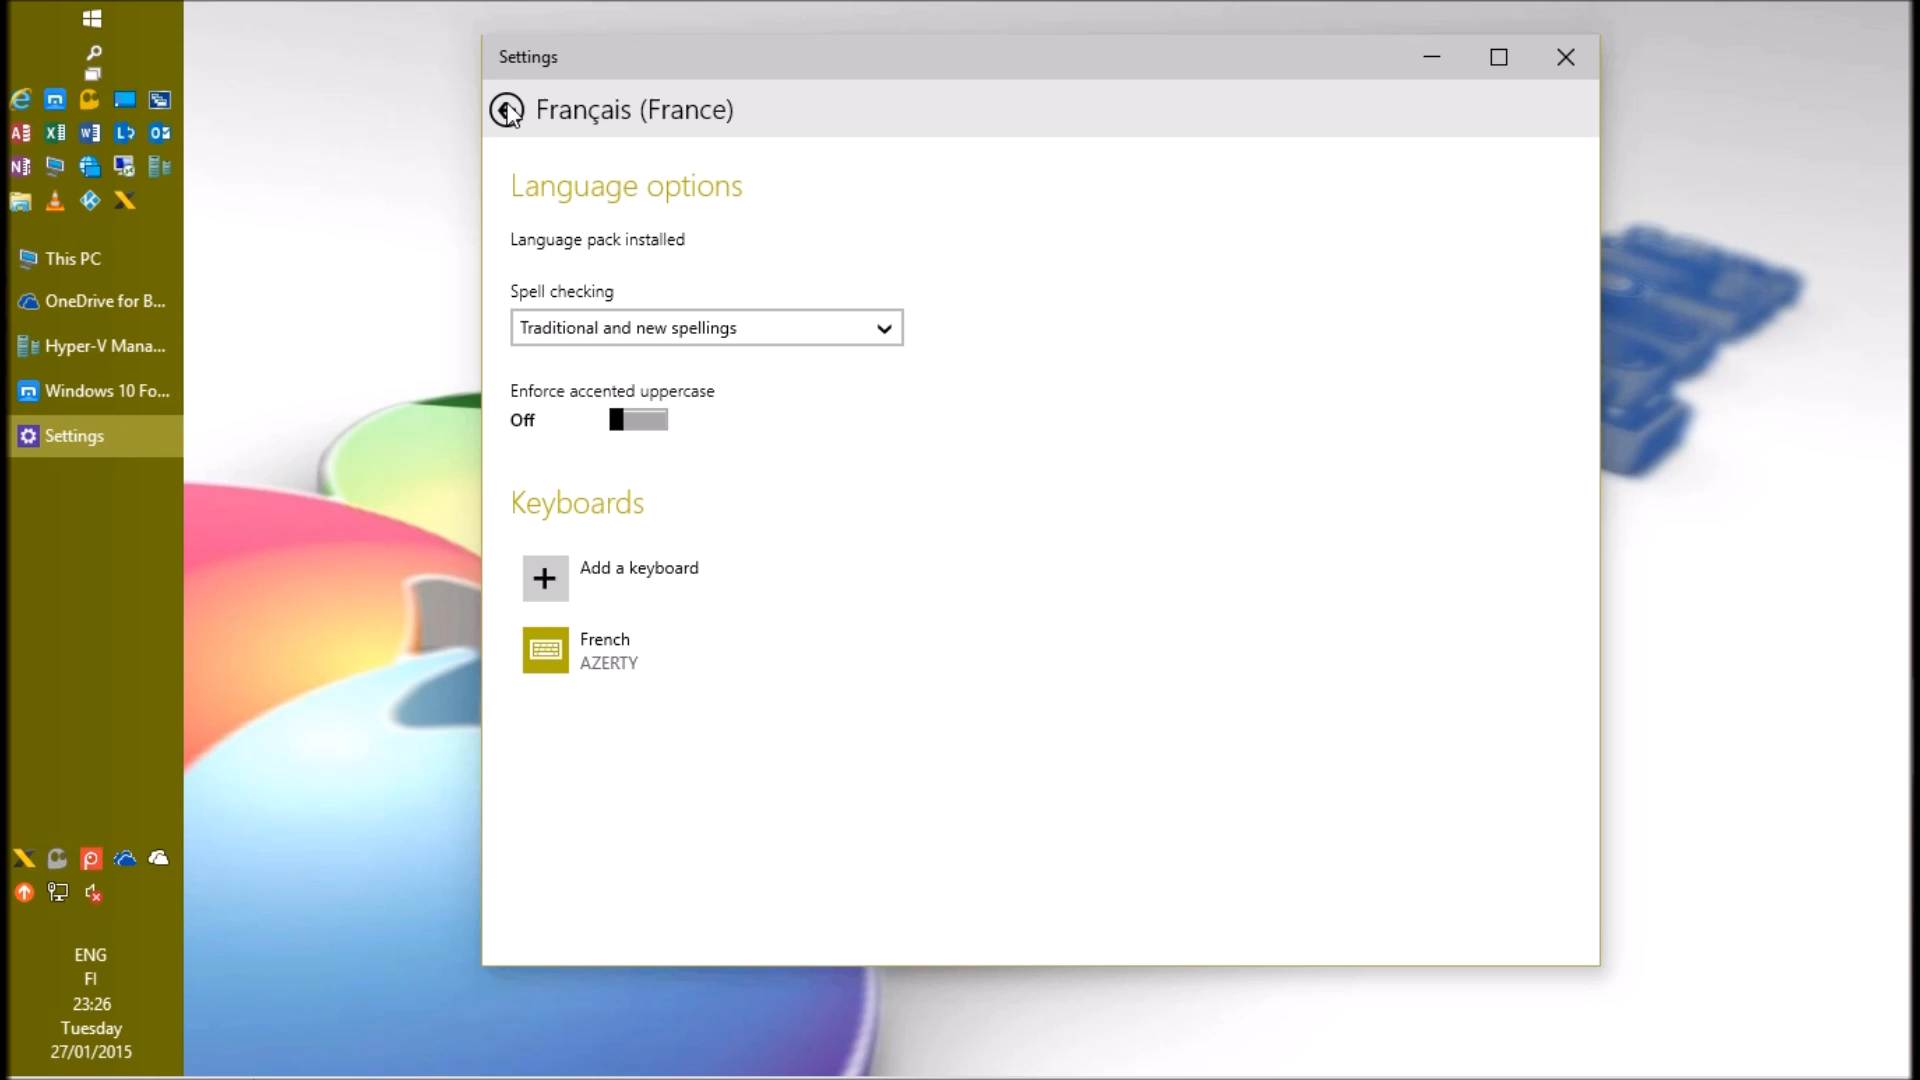 Settings
Français (France)
Language options
Language pack installed
Spell checking
Traditional and new spellings
Enforce accented uppercase
Off
Keyboards
Add a keyboard
French
AZERTY
This PC
OneDrive for B...
Hyper-V Mana...
Windows 10 Fo...
Settings
ENG
FI
23:26
Tuesday
27/01/2015